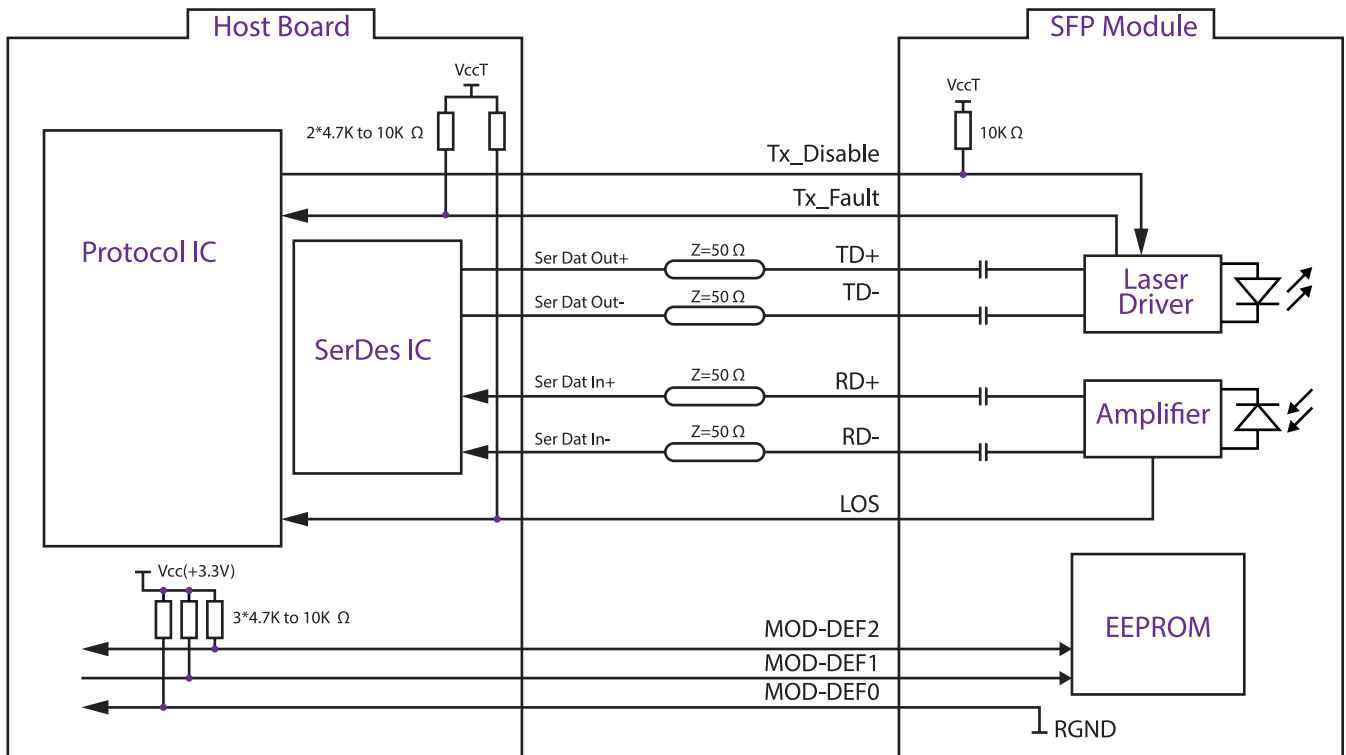 Host Board
SFP Module
VccT
VccT
2*4.7K to 10K Ω
10K Ω
Tx_Disable
Tx_Fault
Protocol IC
Ser Dat Out+
Z=50 Ω
TD+
Laser
Driver
Ser Dat Out-
Z=50 Ω
TD-
SerDes IC
Ser Dat In+
Z=50 Ω
RD+
Amplifier
Ser Dat In-
Z=50 Ω
RD-
LOS
Vcc(+3.3V)
3*4.7K to 10K Ω
MOD-DEF2
EEPROM
MOD-DEF1
MOD-DEF0
RGND